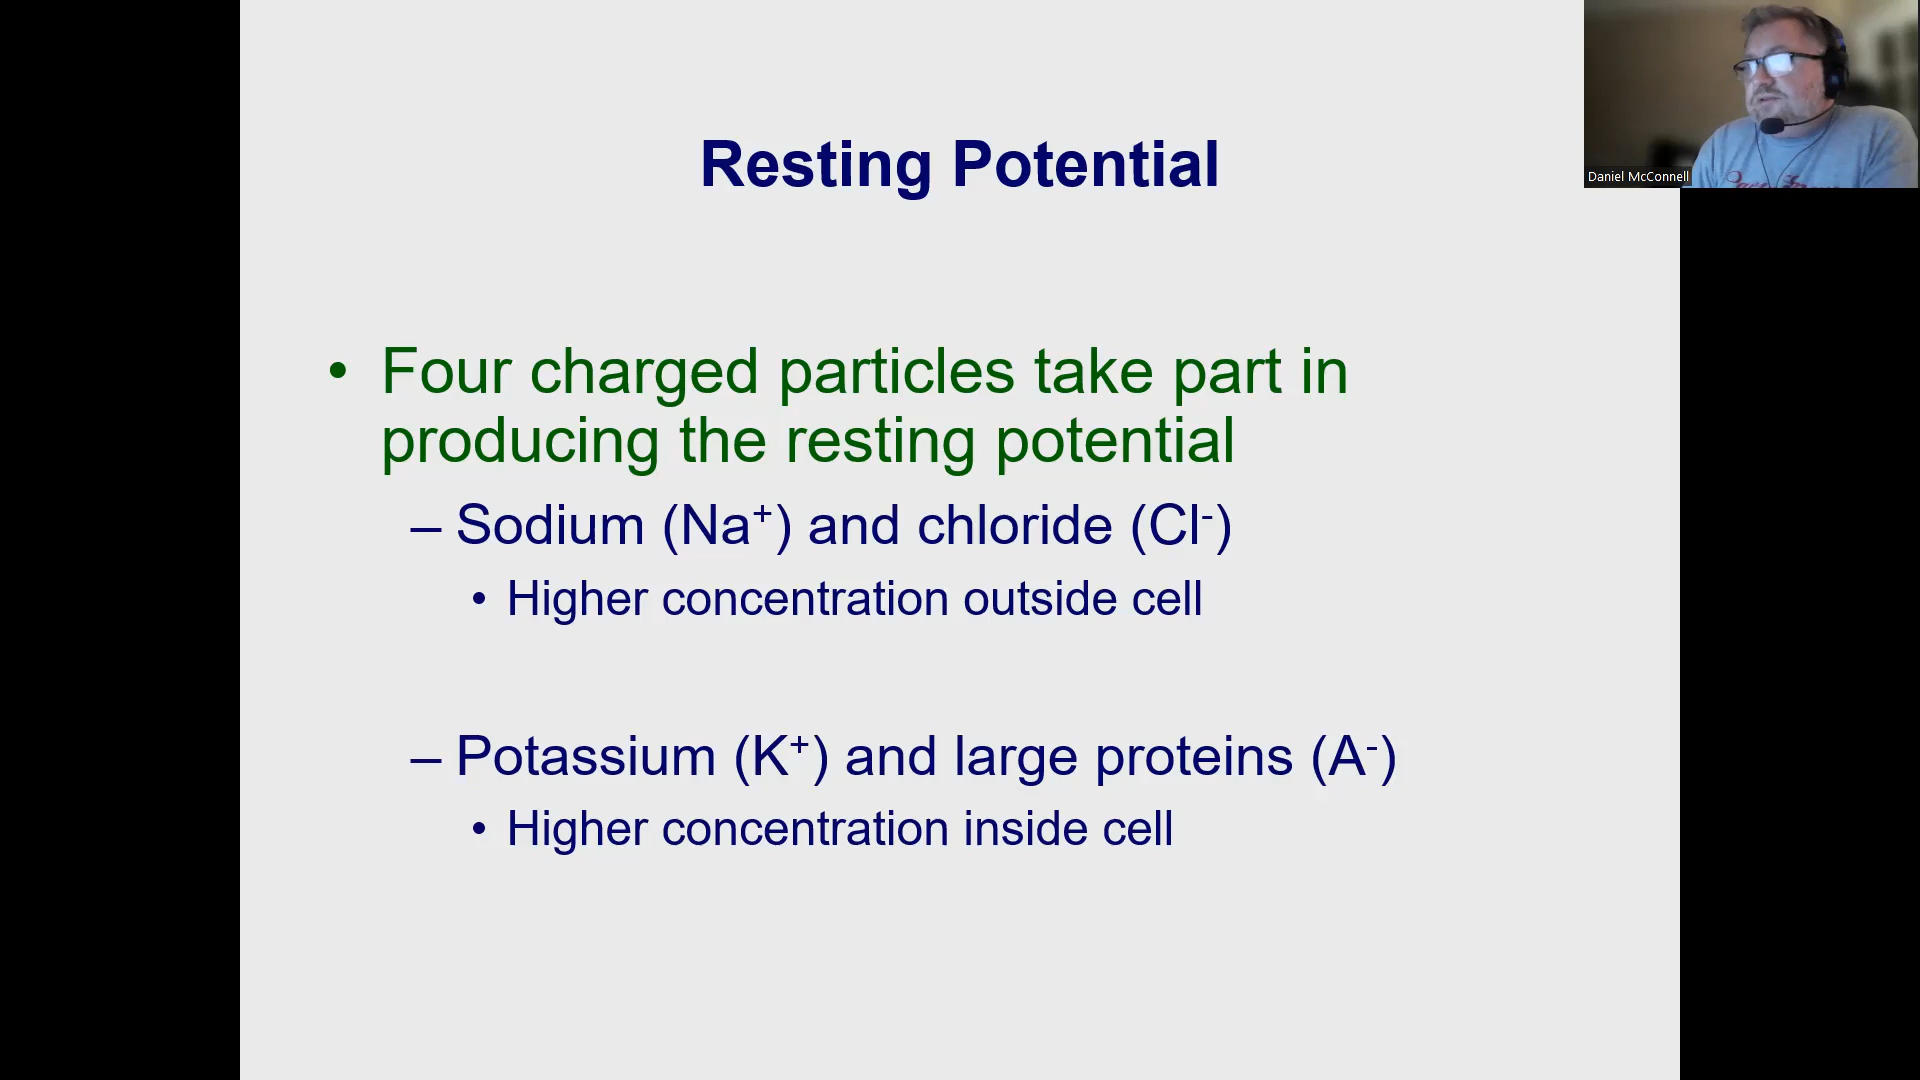 Resting Potential
Daniel McConnell
• Four charged particles take part in
producing the resting potential
– Sodium (Na⁺) and chloride (Cl⁻)
• Higher concentration outside cell
– Potassium (K⁺) and large proteins (A⁻)
• Higher concentration inside cell